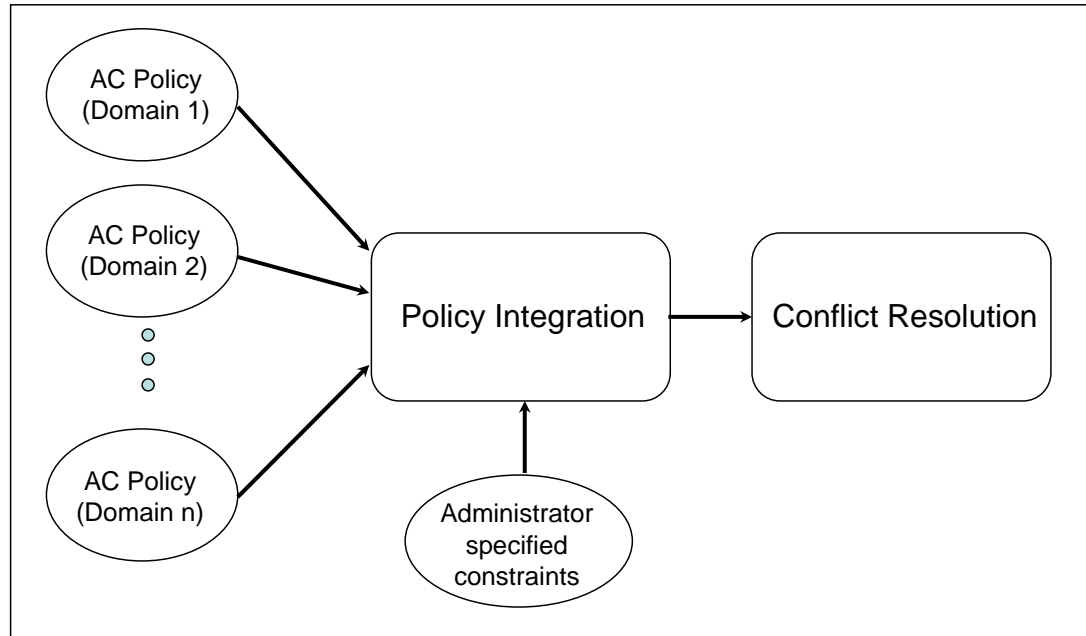 AC Policy
(Domain 1)
AC Policy
(Domain 2)
Policy Integration
Conflict Resolution
AC Policy
(Domain n)
Administrator
specified
constraints